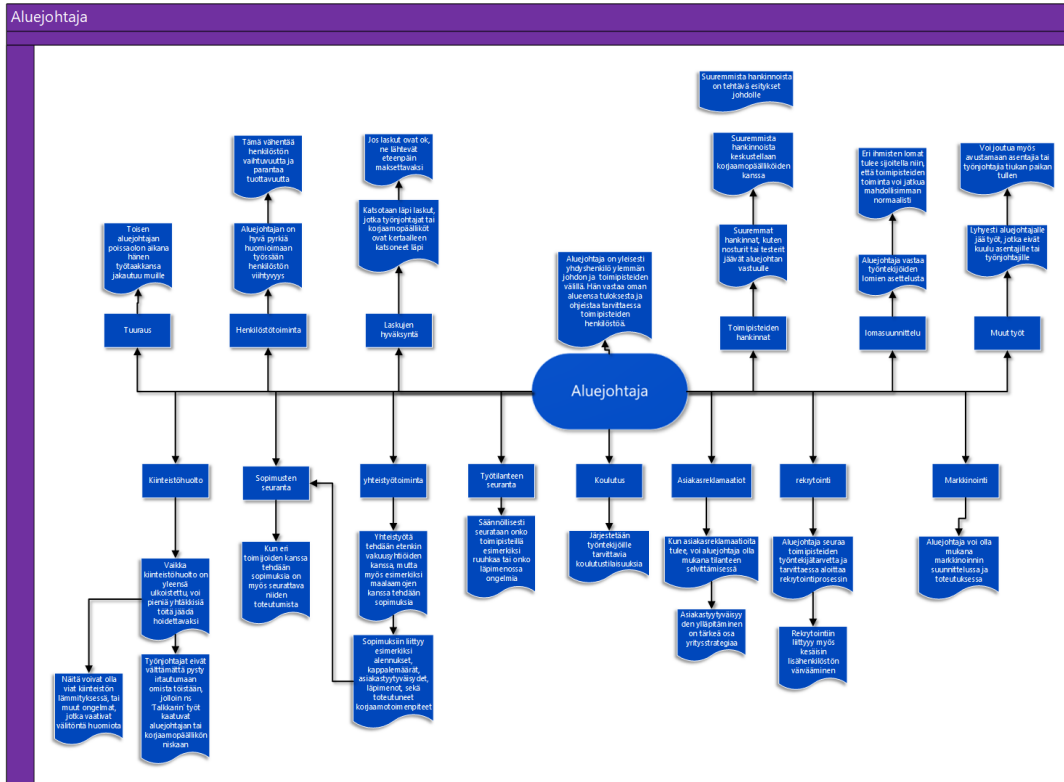 Aluejohtaja
Suuremmista hankinnoista
on tehtävä esitykset
johdolle
Tämä vähentää
henkilöstön
vaihtuvuutta ja
parantaa
tuottavuutta
Jos laskut ovat ok,
ne lähtevät
eteenpäin
maksettavaksi
Suuremmista
hankinnoista
keskustellaan
korjaamopäälliköiden
kanssa
Eri ihmisten lomat
tulee sijoitella niin,
että toimipisteiden
toiminta voi jatkua
mahdollisimman
normaalisti
Voi joutua myös
avustamaan asentajia tai
työnjohtajia tiukan paikan
tullen
Toisen
aluejohtajan
poissaolon aikana
hänen
työtaakkansa
jakautuu muille
Aluejohtajan on
hyvä pyrkiä
huomioimaan
työssään
henkilöstön
viihtyvyys
Katsotaan läpi laskut,
jotka työnjohtajat tai
korjaamopäälliköt
ovat kertaalleen
katsoneet läpi
Aluejohtaja on yleisesti
yhdyshenkilö ylemmän
johdon ja toimipisteiden
välillä. Hän vastaa oman
alueensa tuloksesta ja
ohjeistaa tarvittaessa
toimipisteiden
henkilöstöä.
Suuremmat
hankinnat, kuten
nosturit tai testerit
jäävät aluejohtan
vastuulle
Aluejohtaja vastaa
työntekijöiden
lomien asettelusta
Lyhyesti aluejohtajalle
jää työt, jotka eivät
kuulu asentajille tai
työnjohtajille
Tuuraus
Henkilöstötoiminta
Laskujen
hyväksyntä
Toimipisteiden
hankinnat
lomasuunnittelu
Muut työt
Aluejohtaja
Kiinteistöhuolto
Sopimusten
seuranta
yhteistyötoiminta
Työtilanteen
seuranta
Koulutus
Asiakasreklamaatiot
rekrytointi
Markkinointi
Vaikka
kiinteistöhuolto on
yleensä
ulkoistettu, voi
pieniä yhtäkkisiä
töitä jäädä
hoidettavaksi
Kun eri
toimijoiden kanssa
tehdään
sopimuksia on
myös seurattava
niiden
toteutumista
Yhteistyötä
tehdään etenkin
vakuusyhtiöiden
kanssa, mutta
myös esimerkiksi
maalaamojen
kanssa tehdään
sopimuksia
Säännöllisesti
seurataan onko
toimipisteillä
esimerkiksi
ruuhkaa tai onko
läpimenossa
ongelmia
Järjestetään
työntekijöille
tarvittavia
koulutustilaisuuksia
Kun asiakasreklamaatioita
tulee, voi aluejohtaja olla
mukana tilanteen
selvittämisessä
Aluejohtaja seuraa
toimipisteiden
työntekijätarvetta ja
tarvittaessa aloittaa
rekrytointiprosessin
Aluejohtaja voi olla
mukana
markkinoinnin
suunnittelussa ja
toteutuksessa
Näitä voivat olla
viat kiinteistön
lämmityksessä, tai
muut ongelmat,
jotka vaativat
välitöntä huomiota
Työnjohtajat eivät
välttämättä pysty
irtautumaan
omista töistään,
jolloin ns
'Talkkarin' työt
kaatuvat
aluejohtajan tai
korjaamopäällikön
niskaan
Sopimuksiin liittyy
esimerkiksi
alennukset,
kappalemäärät,
asiakastyytyväisyydet,
läpimenot, sekä
toteutuneet
korjaamotoimenpiteet
Asiakastyytyväisyy
den ylläpitäminen
on tärkeä osa
yritysstrategiaa
Rekrytointiin
liittyyy myös
kesäisin
lisähenkilöstön
värvääminen